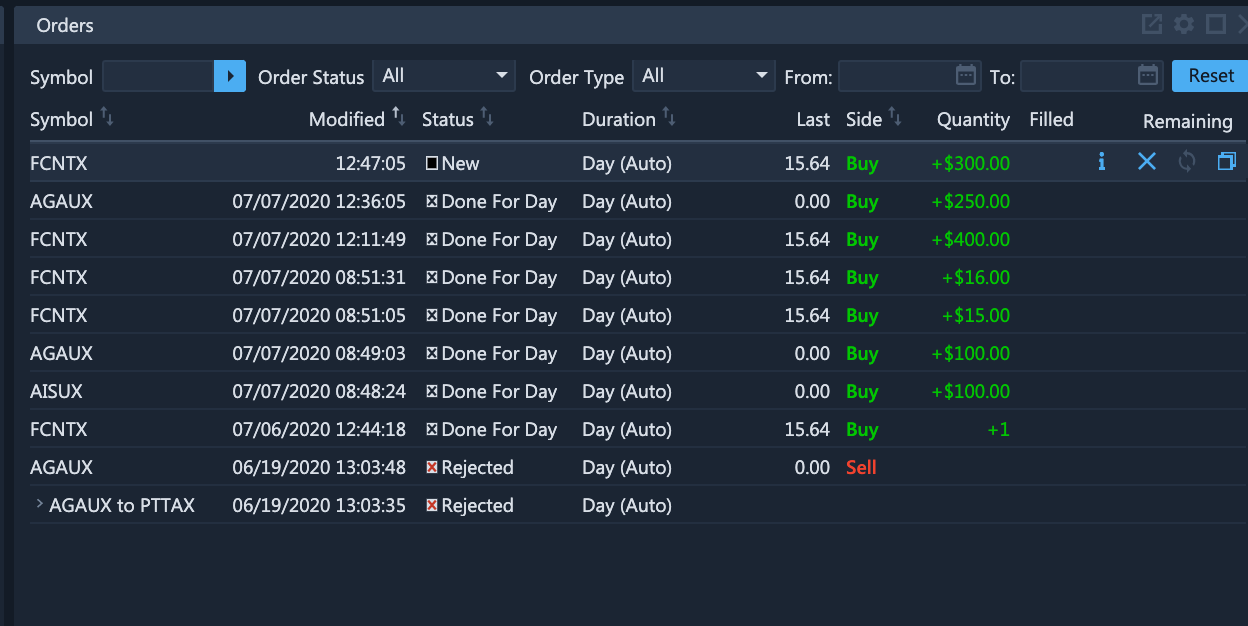 Orders
Symbol Order Status All Order Type All From: To: Reset
Symbol Modified Status Duration Last Side Quantity Filled Remaining
FCNTX 12:47:05 New Day (Auto) 15.64 Buy +$300.00
AGAUX 07/07/2020 12:36:05 Done For Day Day (Auto) 0.00 Buy +$250.00
FCNTX 07/07/2020 12:11:49 Done For Day Day (Auto) 15.64 Buy +$400.00
FCNTX 07/07/2020 08:51:31 Done For Day Day (Auto) 15.64 Buy +$16.00
FCNTX 07/07/2020 08:51:05 Done For Day Day (Auto) 15.64 Buy +$15.00
AGAUX 07/07/2020 08:49:03 Done For Day Day (Auto) 0.00 Buy +$100.00
AISUX 07/07/2020 08:48:24 Done For Day Day (Auto) 0.00 Buy +$100.00
FCNTX 07/06/2020 12:44:18 Done For Day Day (Auto) 15.64 Buy +1
AGAUX 06/19/2020 13:03:48 Rejected Day (Auto) 0.00 Sell
AGAUX to PTTAX 06/19/2020 13:03:35 Rejected Day (Auto)